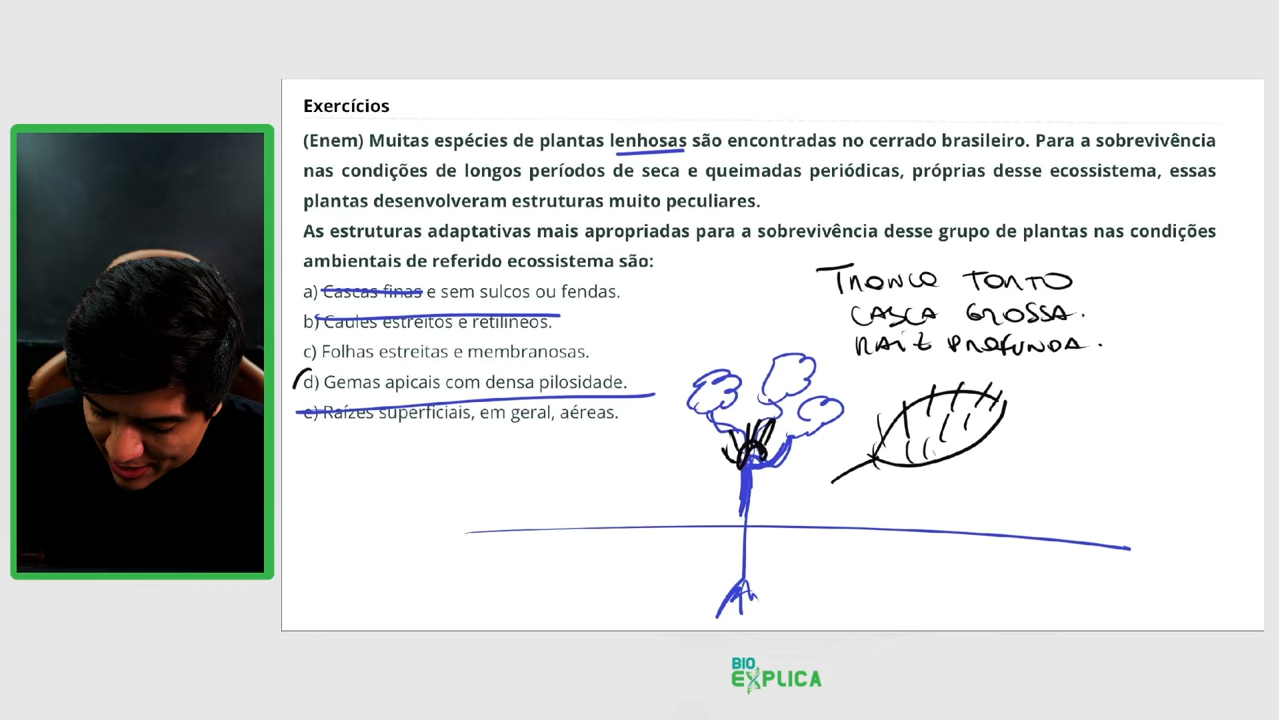 Exercícios
(Enem) Muitas espécies de plantas lenhosas são encontradas no cerrado brasileiro. Para a sobrevivência
nas condições de longos períodos de seca e queimadas periódicas, próprias desse ecossistema, essas
plantas desenvolveram estruturas muito peculiares.
As estruturas adaptativas mais apropriadas para a sobrevivência desse grupo de plantas nas condições
ambientais de referido ecossistema são:
a) Cascas finas e sem sulcos ou fendas.
b) Caules estreitos e retilíneos.
c) Folhas estreitas e membranosas.
d) Gemas apicais com densa pilosidade.
e) Raízes superficiais, em geral, aéreas.
TRONCO TORTO
CASCA GROSSA.
RAIZ PROFUNDA.
BIO
EXPLICA